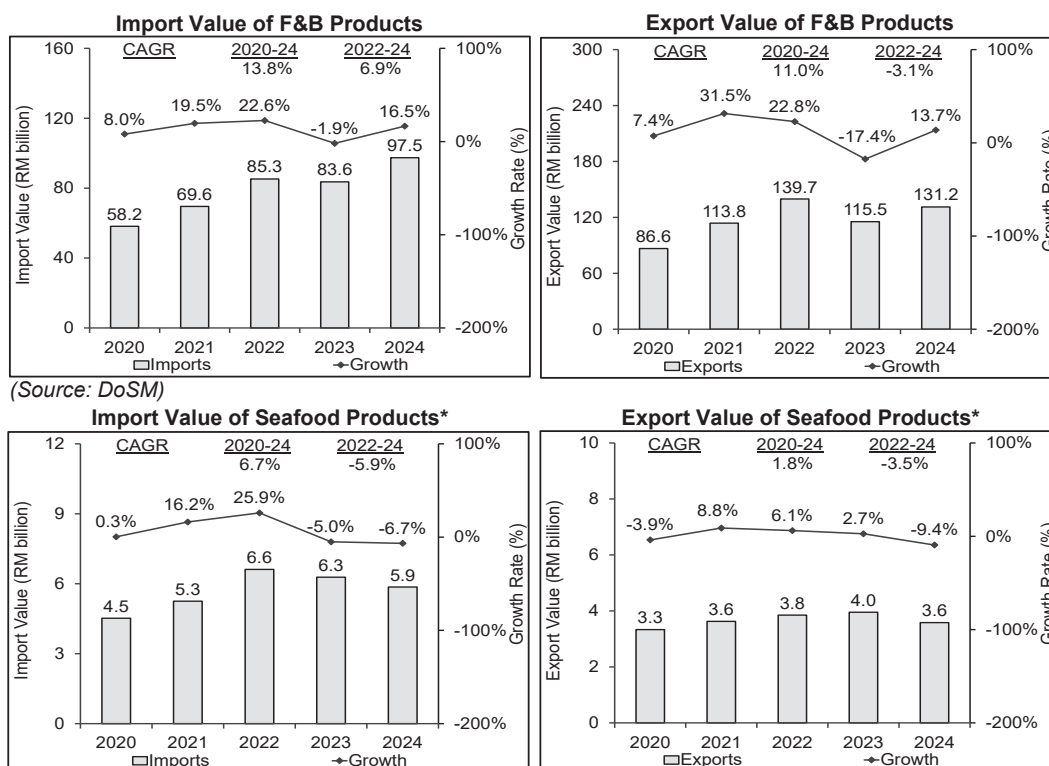 Import Value of F&B Products
160
120
80
40
0
Import Value (RM billion)
CAGR 2020-24 2022-24
13.8% 6.9%
8.0% 19.5% 22.6% -1.9% 16.5%
58.2 69.6 85.3 83.6 97.5
100%
0%
-100%
-200%
Growth Rate (%)
2020 2021 2022 2023 2024
Imports Growth
Export Value of F&B Products
300
240
180
120
60
0
Export Value (RM billion)
CAGR 2020-24 2022-24
11.0% -3.1%
7.4% 31.5% 22.8% -17.4% 13.7%
86.6 113.8 139.7 115.5 131.2
100%
0%
-100%
-200%
Growth Rate (%)
2020 2021 2022 2023 2024
Exports Growth
(Source: DoSM)
Import Value of Seafood Products*
12
9
6
3
0
Import Value (RM billion)
CAGR 2020-24 2022-24
6.7% -5.9%
0.3% 16.2% 25.9% -5.0% -6.7%
4.5 5.3 6.6 6.3 5.9
100%
0%
-100%
-200%
Growth Rate (%)
2020 2021 2022 2023 2024
Imports Growth
Export Value of Seafood Products*
10
8
6
4
2
0
Export Value (RM billion)
CAGR 2020-24 2022-24
1.8% -3.5%
-3.9% 8.8% 6.1% 2.7% -9.4%
3.3 3.6 3.8 4.0 3.6
100%
0%
-100%
-200%
Growth Rate (%)
2020 2021 2022 2023 2024
Exports Growth